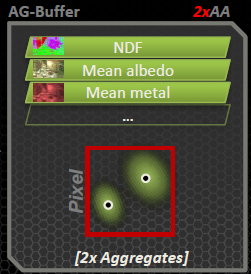 AG-Buffer 2xAA
NDF
Mean albedo
Mean metal
...
Pixel
[2x Aggregates]